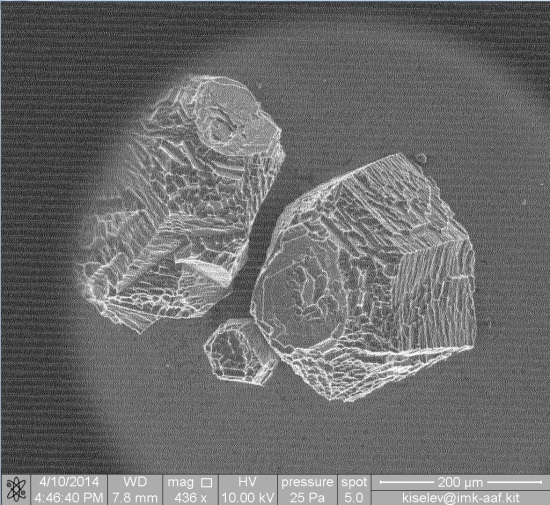 4/10/2014 WD mag HV pressure spot 200 µm
4:46:40 PM 7.8 mm 436 x 10.00 kV 25 Pa 5.0 kiselev@imk-aaf.kit